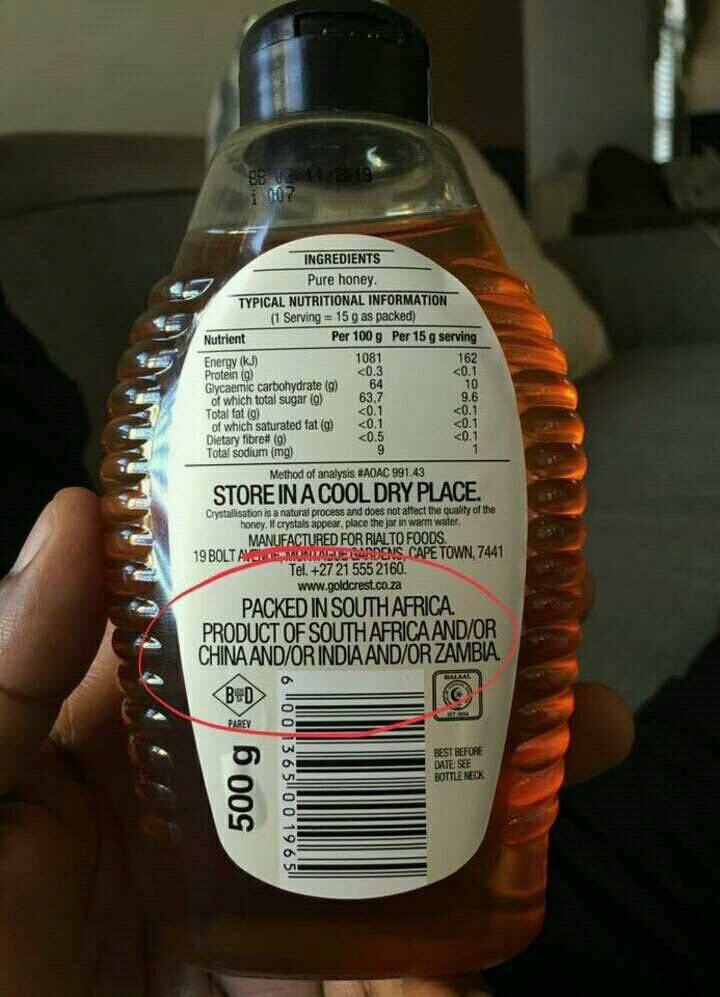 BB 11/2019
i 007
INGREDIENTS
Pure honey.
TYPICAL NUTRITIONAL INFORMATION
(1 Serving = 15 g as packed)
Nutrient Per 100 g Per 15 g serving
Energy (kJ) 1081 162
Protein (g) <0.3 <0.1
Glycaemic carbohydrate (g) 64 10
of which total sugar (g) 63,7 9.6
Total fat (g) <0.1 <0.1
of which saturated fat (g) <0.1 <0.1
Dietary fibre# (g) <0.5 <0.1
Total sodium (mg) 9 1
Method of analysis #AOAC 991.43
STORE IN A COOL DRY PLACE.
Crystallisation is a natural process and does not affect the quality of the
honey. If crystals appear, place the jar in warm water.
MANUFACTURED FOR RIALTO FOODS.
19 BOLT AVENUE, MONTAGUE GARDENS, CAPE TOWN, 7441
Tel. +27 21 555 2160.
www.goldcrest.co.za
PACKED IN SOUTH AFRICA.
PRODUCT OF SOUTH AFRICA AND/OR
CHINA AND/OR INDIA AND/OR ZAMBIA.
B D
PAREV
HALAAL
500 g
6 001365 001965
BEST BEFORE
DATE: SEE
BOTTLE NECK